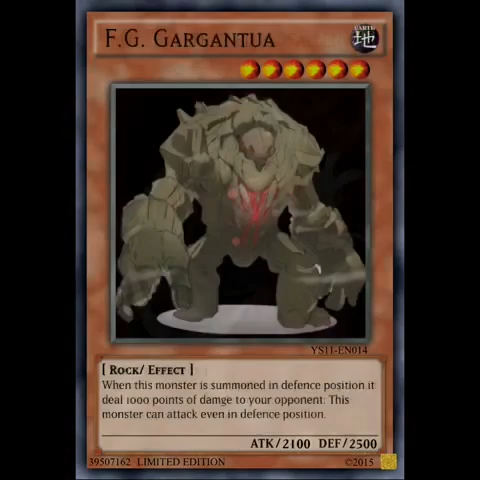 F.G. Gargantua
EARTH
地
YS11-EN014
[ Rock/ Effect ]
When this monster is summoned in defence position it
deal 1000 points of damge to your opponent. This
monster can attack even in defence position.
ATK/2100 DEF/2500
39507162 LIMITED EDITION ©2015